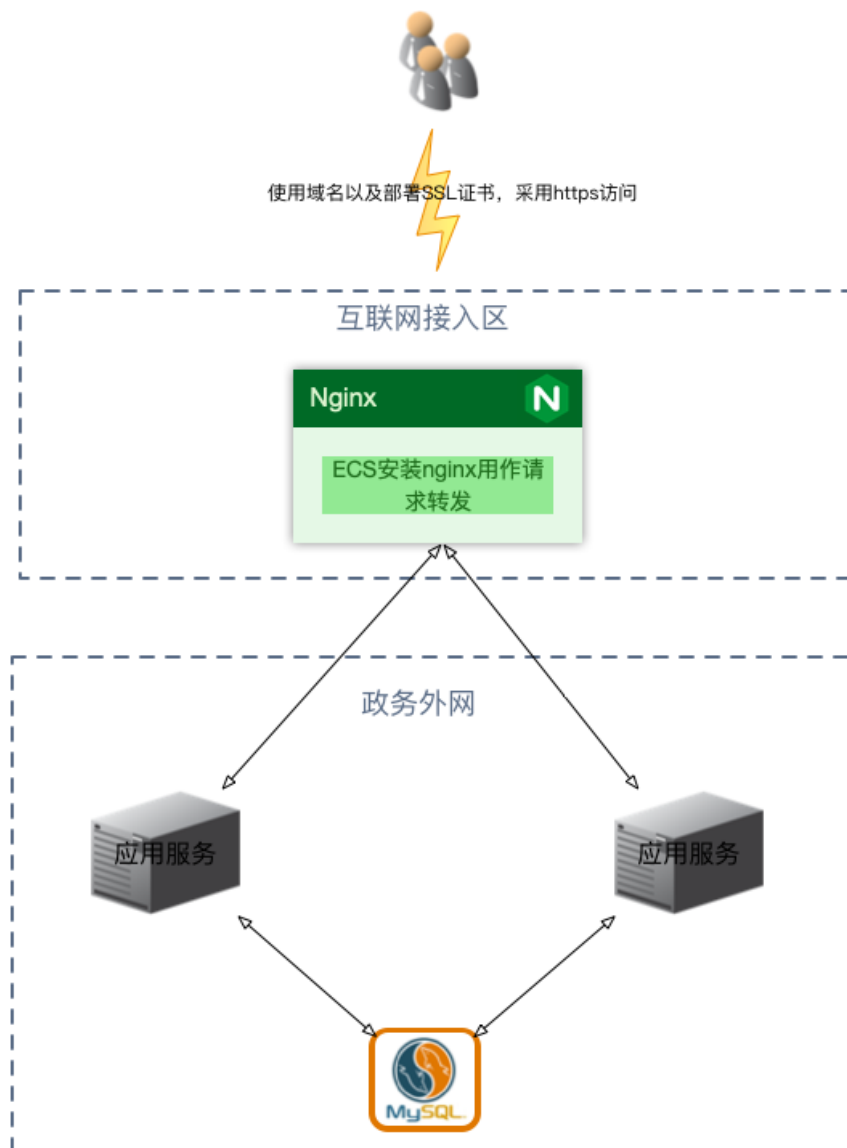 使用域名以及部署SSL证书，采用https访问
互联网接入区
Nginx
N
ECS安装nginx用作请
求转发
政务外网
应用服务
应用服务
MySQL